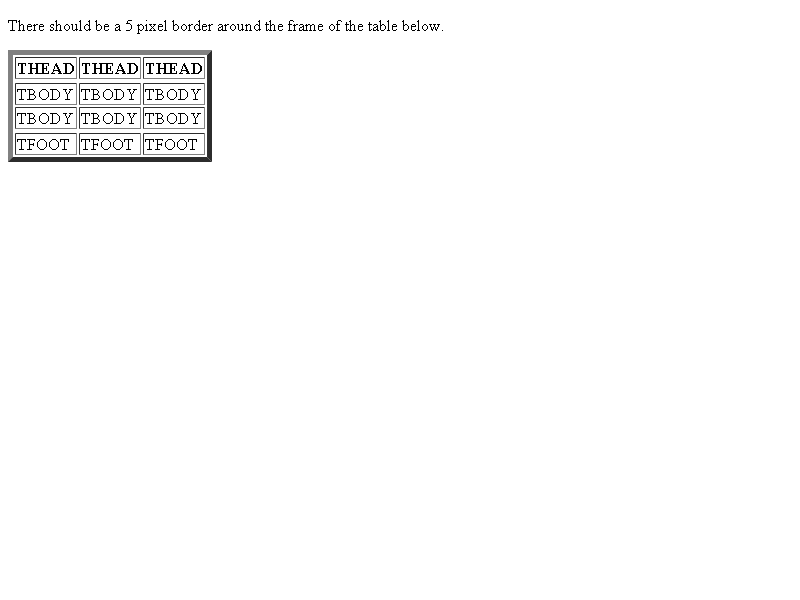 There should be a 5 pixel border around the frame of the table below.
THEAD THEAD THEAD
TBODY TBODY TBODY
TBODY TBODY TBODY
TFOOT TFOOT TFOOT